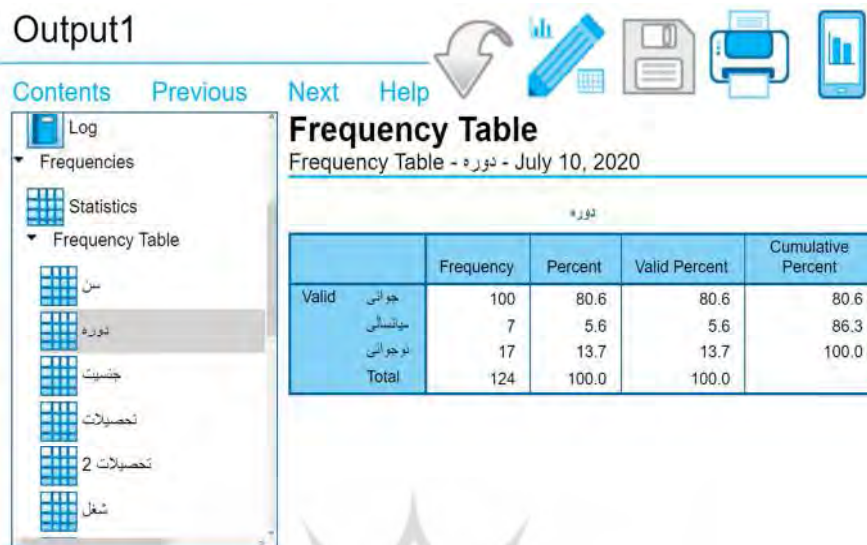 Output1
Contents Previous Next Help
Log
Frequencies
Statistics
Frequency Table
سن
دوره
جنسیت
تحصیلات
تحصیلات 2
شغل
Frequency Table
Frequency Table - دوره - July 10, 2020
دوره
Frequency Percent Valid Percent Cumulative Percent
Valid جوانی 100 80.6 80.6 80.6
میانسالی 7 5.6 5.6 86.3
نوجوانی 17 13.7 13.7 100.0
Total 124 100.0 100.0